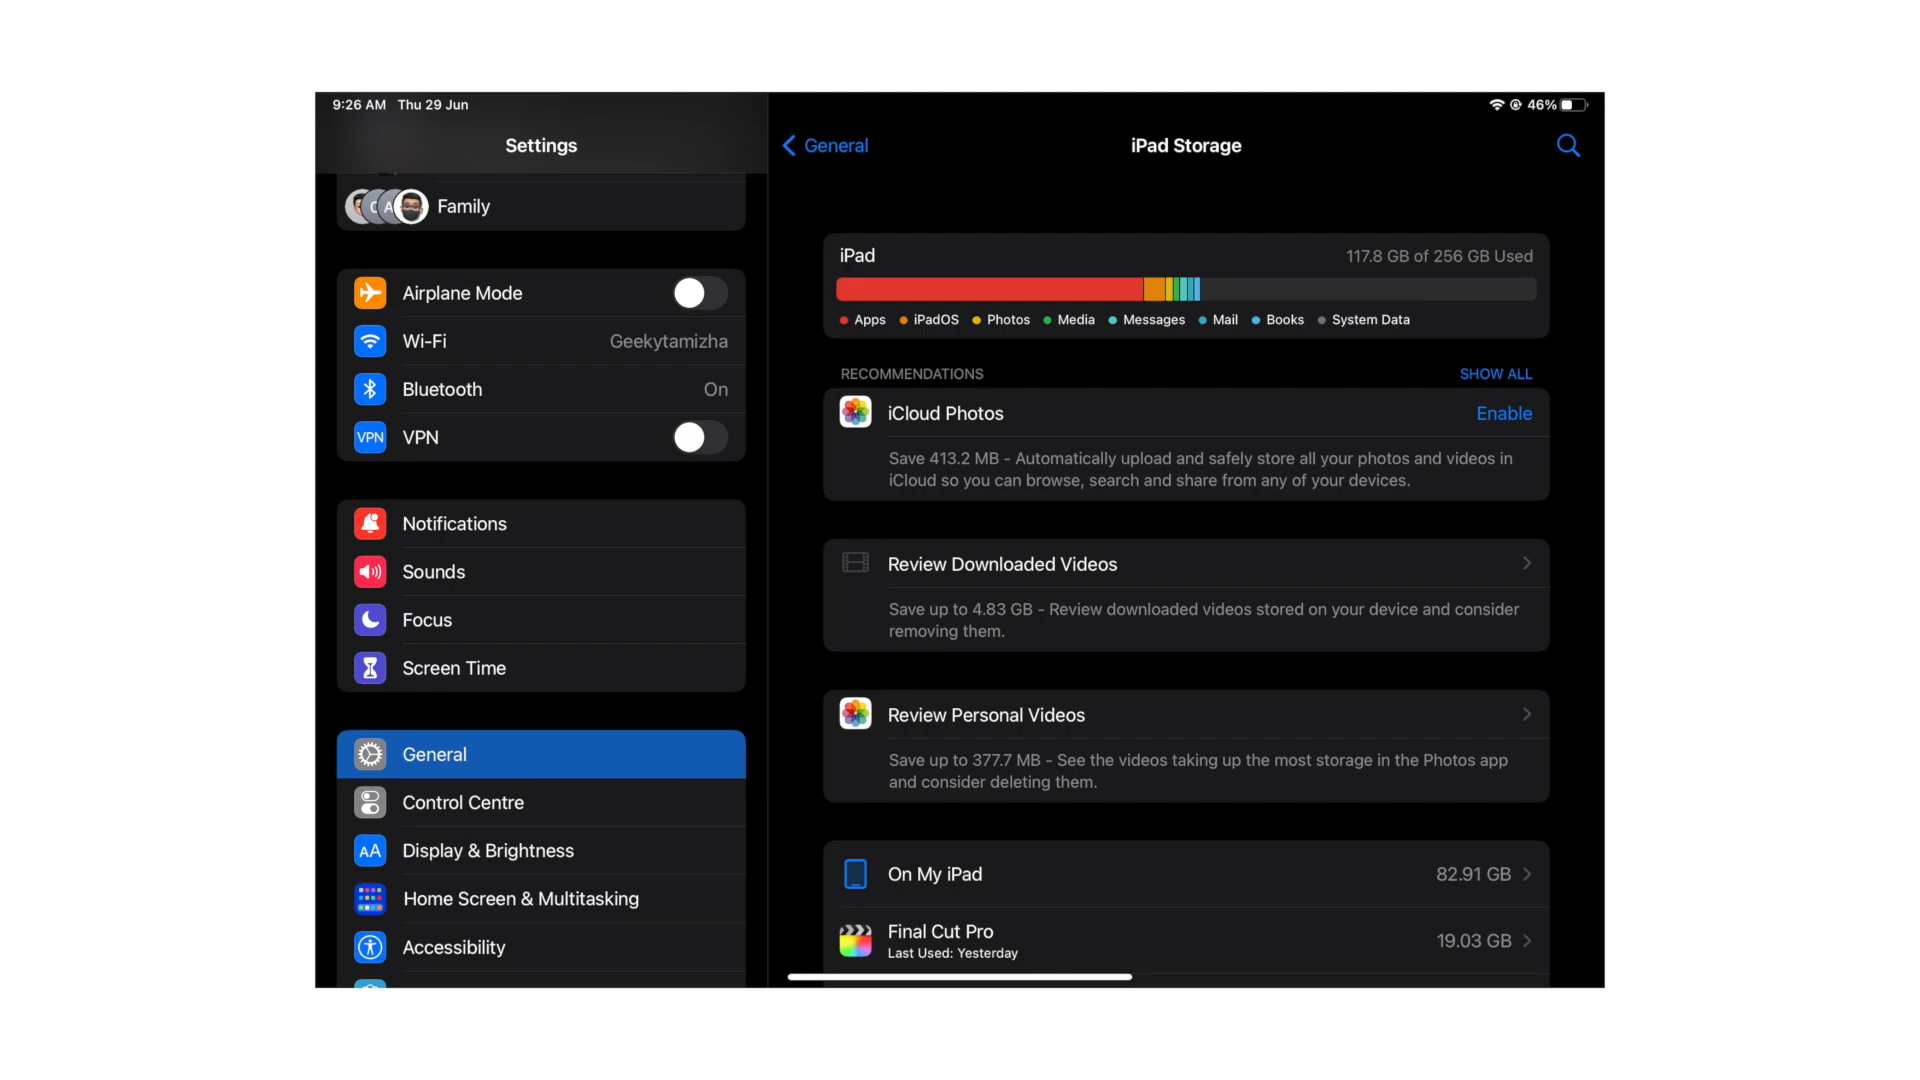 9:26 AM Thu 29 Jun
46%
Settings
Family
Airplane Mode
Wi-Fi Geekytamizha
Bluetooth On
VPN VPN
Notifications
Sounds
Focus
Screen Time
General
Control Centre
AA Display & Brightness
Home Screen & Multitasking
Accessibility
General
iPad Storage
iPad 117.8 GB of 256 GB Used
Apps iPadOS Photos Media Messages Mail Books System Data
RECOMMENDATIONS SHOW ALL
iCloud Photos Enable
Save 413.2 MB - Automatically upload and safely store all your photos and videos in
iCloud so you can browse, search and share from any of your devices.
Review Downloaded Videos
Save up to 4.83 GB - Review downloaded videos stored on your device and consider
removing them.
Review Personal Videos
Save up to 377.7 MB - See the videos taking up the most storage in the Photos app
and consider deleting them.
On My iPad 82.91 GB
Final Cut Pro 19.03 GB
Last Used: Yesterday